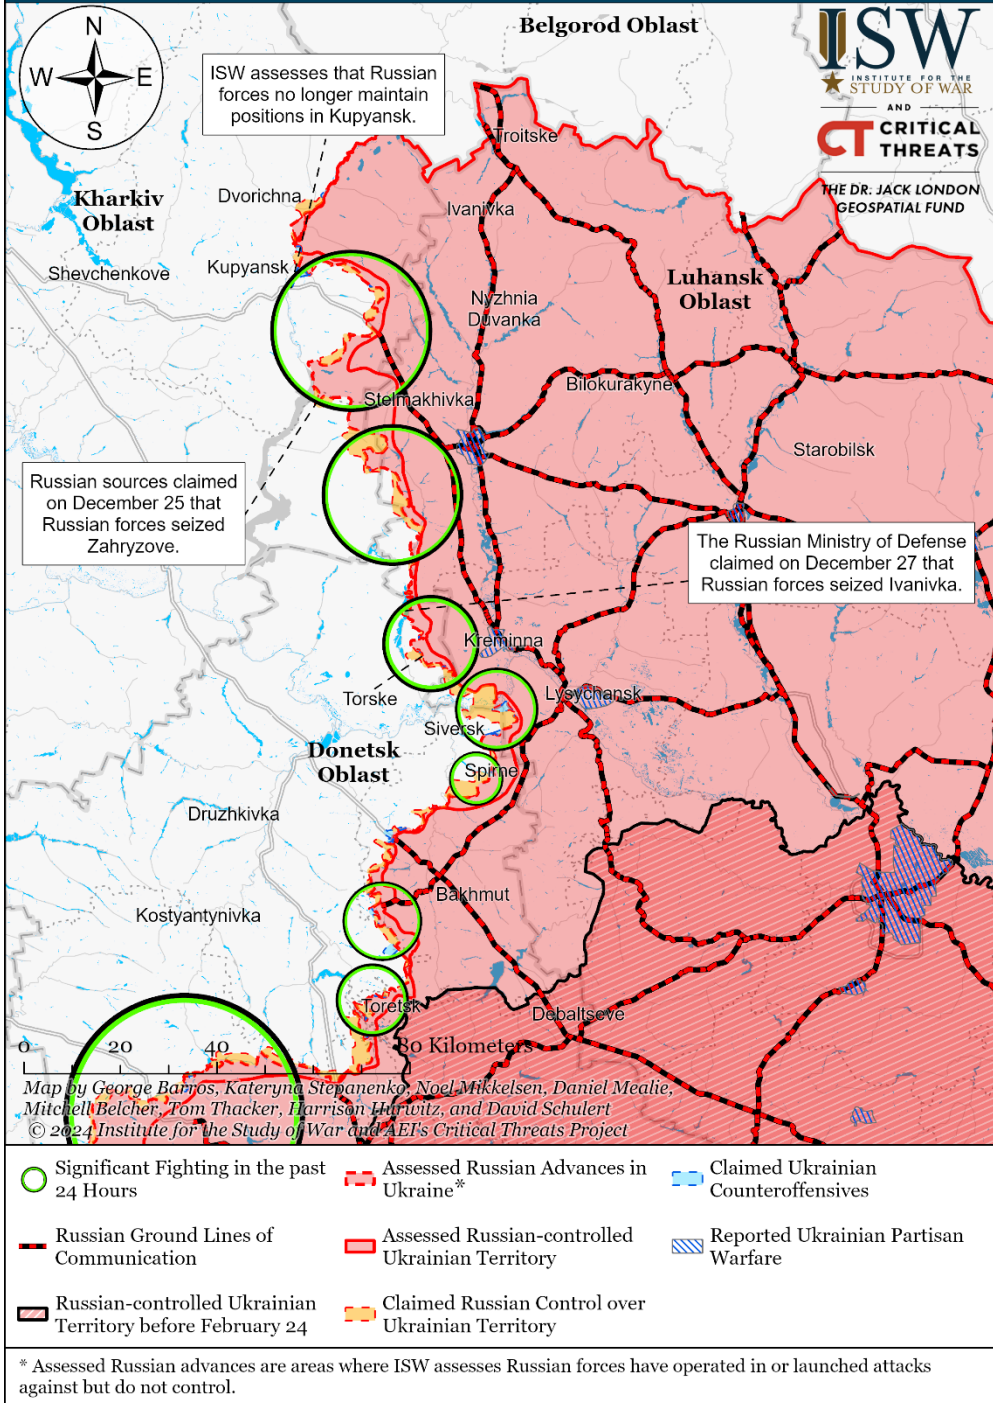 Belgorod Oblast
N
W
E
S
ISW
INSTITUTE FOR THE
STUDY OF WAR
AND
CT CRITICAL
THREATS
THE DR. JACK LONDON
GEOSPATIAL FUND
ISW assesses that Russian
forces no longer maintain
positions in Kupyansk.
Troitske
Dvorichna
Kharkiv
Oblast
Ivanivka
Shevchenkove
Kupyansk
Luhansk
Oblast
Nyzhnia
Duvanka
Bilokurakyne
Stelmakhivka
Starobilsk
Russian sources claimed
on December 25 that
Russian forces seized
Zahryzove.
The Russian Ministry of Defense
claimed on December 27 that
Russian forces seized Ivanivka.
Kreminna
Torske
Lysychansk
Siversk
Donetsk
Oblast
Spirne
Druzhkivka
Bakhmut
Kostyantynivka
Toretsk
Debaltseve
0 20 40 80 Kilometers
Map by George Barros, Kateryna Stepanenko, Noel Mikkelsen, Daniel Mealie,
Mitchell Belcher, Tom Thacker, Harrison Hurwitz, and David Schulert
© 2024 Institute for the Study of War and AEI's Critical Threats Project
Significant Fighting in the past
24 Hours
Assessed Russian Advances in
Ukraine*
Claimed Ukrainian
Counteroffensives
Russian Ground Lines of
Communication
Assessed Russian-controlled
Ukrainian Territory
Reported Ukrainian Partisan
Warfare
Russian-controlled Ukrainian
Territory before February 24
Claimed Russian Control over
Ukrainian Territory
* Assessed Russian advances are areas where ISW assesses Russian forces have operated in or launched attacks
against but do not control.